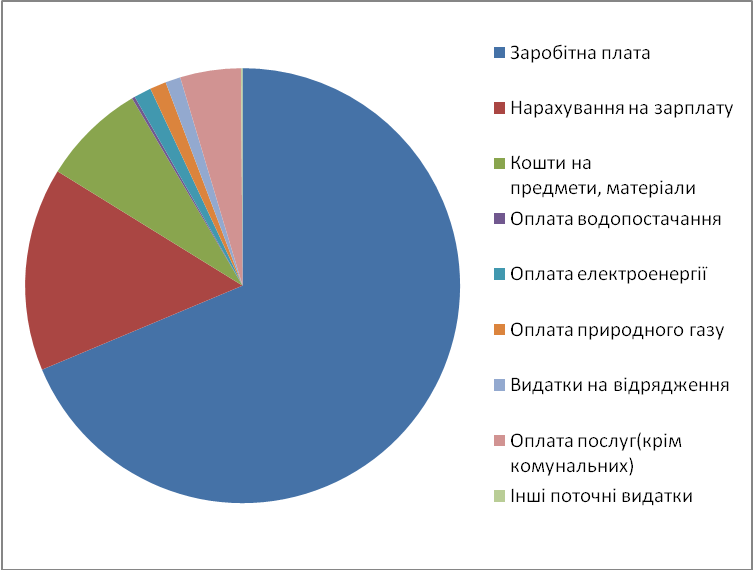 Заробітна плата
Нарахування на зарплату
Кошти на
предмети, матеріали
Оплата водопостачання
Оплата електроенергії
Оплата природного газу
Видатки на відрядження
Оплата послуг(крім
комунальних)
Інші поточні видатки